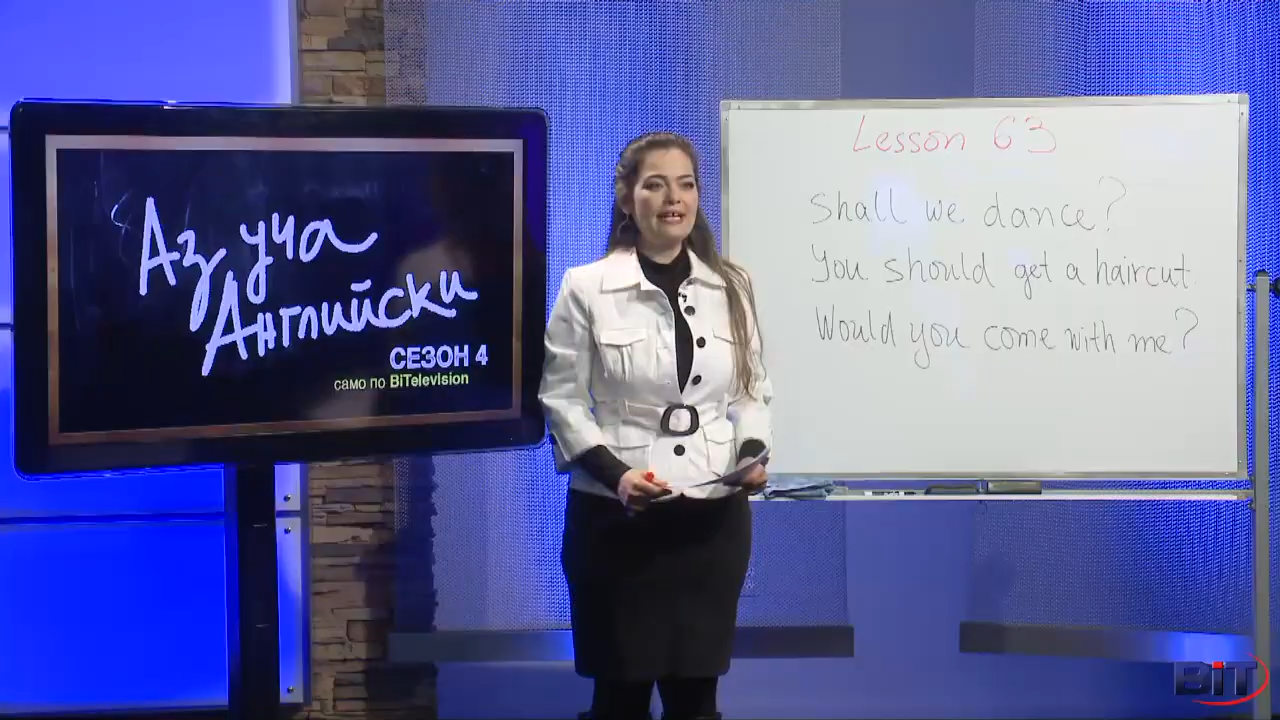 Аз уча
Английски
СЕЗОН 4
само по BiTelevision
Lesson 63
Shall we dance?
You should get a haircut.
Would you come with me?
BiT